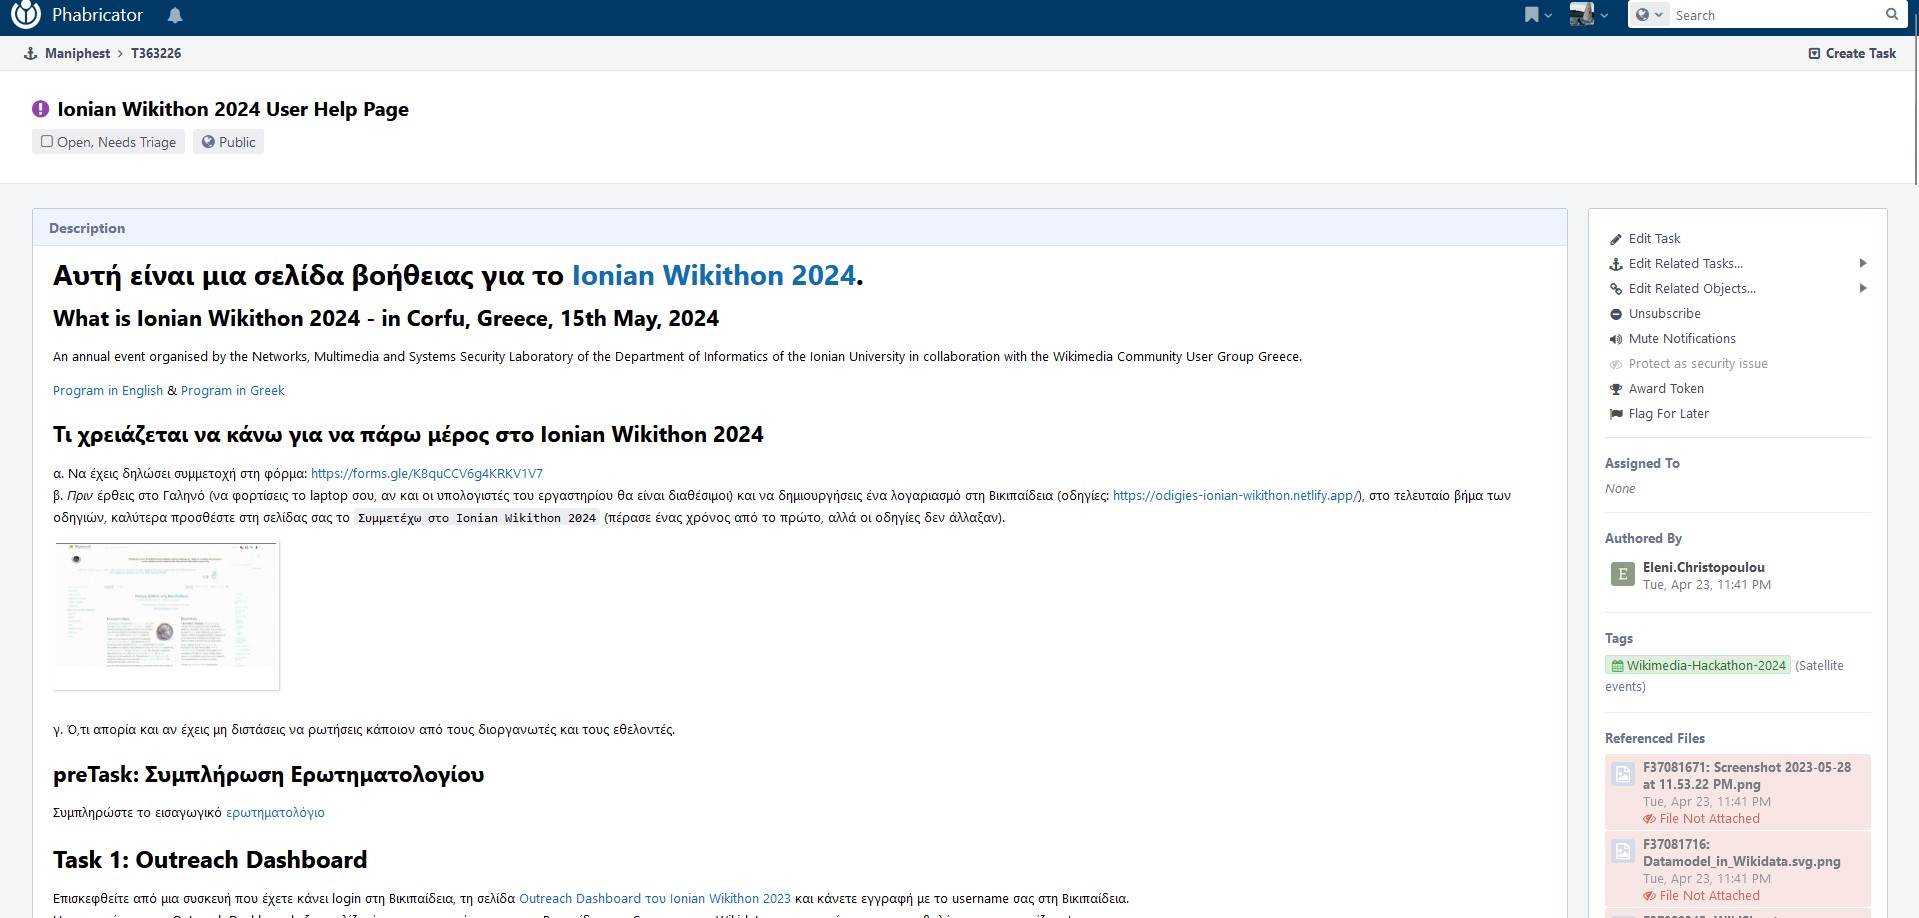 Phabricator
Search
Maniphest > T363226
Create Task
Ionian Wikithon 2024 User Help Page
Open, Needs Triage
Public
Description
Αυτή είναι μια σελίδα βοήθειας για το Ionian Wikithon 2024.
What is Ionian Wikithon 2024 - in Corfu, Greece, 15th May, 2024
An annual event organised by the Networks, Multimedia and Systems Security Laboratory of the Department of Informatics of the Ionian University in collaboration with the Wikimedia Community User Group Greece.
Program in English & Program in Greek
Τι χρειάζεται να κάνω για να πάρω μέρος στο Ionian Wikithon 2024
α. Να έχεις δηλώσει συμμετοχή στη φόρμα: https://forms.gle/K8quCCV6g4KRKV1V7
β. Πριν έρθεις στο Γαληνό (να φορτίσεις το laptop σου, αν και οι υπολογιστές του εργαστηρίου θα είναι διαθέσιμοι) και να δημιουργήσεις ένα λογαριασμό στη Βικιπαίδεια (οδηγίες: https://odigies-ionian-wikithon.netlify.app/), στο τελευταίο βήμα των
οδηγιών, καλύτερα προσθέστε στη σελίδας σας το Συμμετέχω στο Ionian Wikithon 2024 (πέρασε ένας χρόνος από το πρώτο, αλλά οι οδηγίες δεν άλλαξαν).
γ. Ό,τι απορία και αν έχεις μη διστάσεις να ρωτήσεις κάποιον από τους διοργανωτές και τους εθελοντές.
preTask: Συμπλήρωση Ερωτηματολογίου
Συμπληρώστε το εισαγωγικό ερωτηματολόγιο
Task 1: Outreach Dashboard
Επισκεφθείτε από μια συσκευή που έχετε κάνει login στη Βικιπαίδεια, τη σελίδα Outreach Dashboard του Ionian Wikithon 2023 και κάνετε εγγραφή με το username σας στη Βικιπαίδεια.
Edit Task
Edit Related Tasks...
Edit Related Objects...
Unsubscribe
Mute Notifications
Protect as security issue
Award Token
Flag For Later
Assigned To
None
Authored By
E
Eleni.Christopoulou
Tue, Apr 23, 11:41 PM
Tags
Wikimedia-Hackathon-2024 (Satellite
events)
Referenced Files
F37081671: Screenshot 2023-05-28
at 11.53.22 PM.png
Tue, Apr 23, 11:41 PM
File Not Attached
F37081716:
Datamodel_in_Wikidata.svg.png
Tue, Apr 23, 11:41 PM
File Not Attached